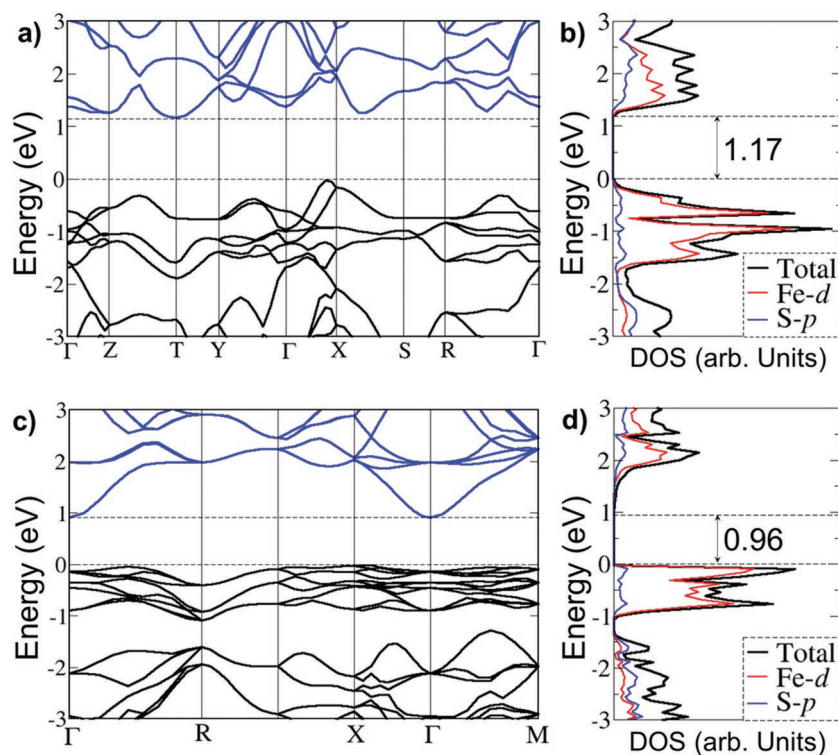 a)
Energy (eV)
3
2
1
0
-1
-2
-3
Γ Z T Y Γ X S R Γ
b)
Energy (eV)
3
2
1
0
-1
-2
-3
1.17
Total
Fe-d
S-p
DOS (arb. Units)
c)
Energy (eV)
3
2
1
0
-1
-2
-3
Γ R X Γ M
d)
Energy (eV)
3
2
1
0
-1
-2
-3
0.96
Total
Fe-d
S-p
DOS (arb. Units)